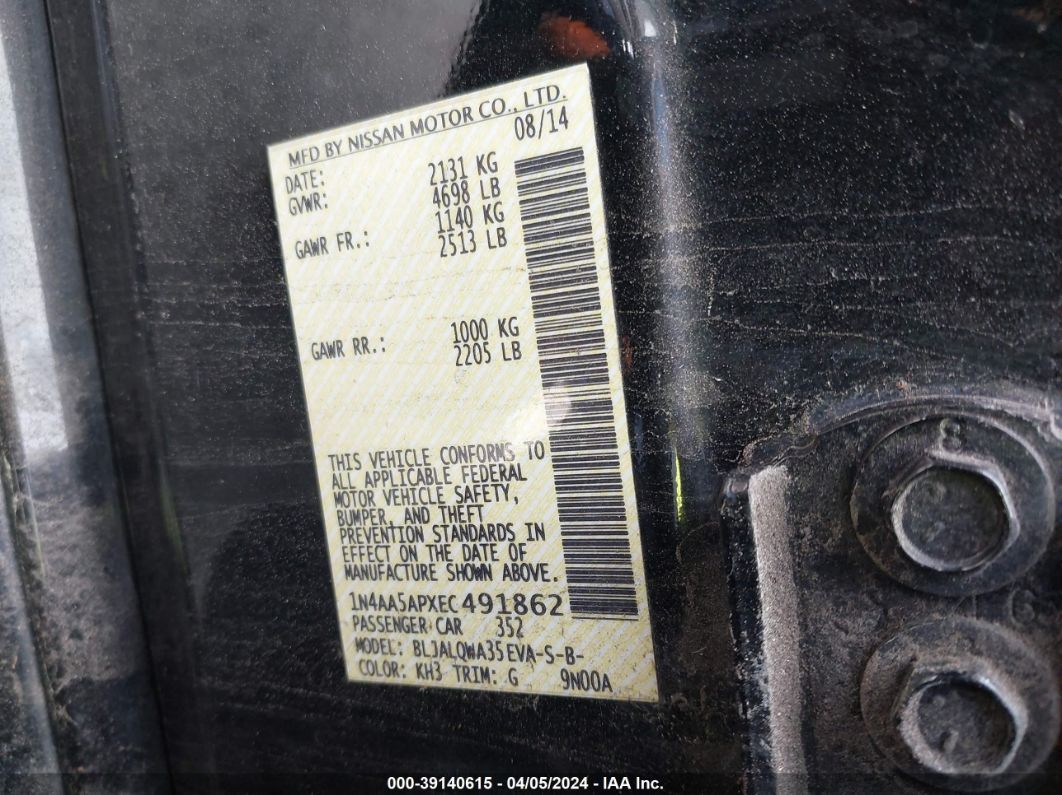 MFD BY NISSAN MOTOR CO., LTD.
DATE: 08/14
GVWR: 2131 KG
4698 LB
GAWR FR.: 1140 KG
2513 LB
GAWR RR.: 1000 KG
2205 LB
THIS VEHICLE CONFORMS TO
ALL APPLICABLE FEDERAL
MOTOR VEHICLE SAFETY,
BUMPER, AND THEFT
PREVENTION STANDARDS IN
EFFECT ON THE DATE OF
MANUFACTURE SHOWN ABOVE.
1N4AA5APXEC491862
PASSENGER CAR 352
MODEL: BLJALQWA35EVA-S-B-
COLOR: KH3 TRIM: G 9N00A
8
000-39140615 - 04/05/2024 - IAA Inc.